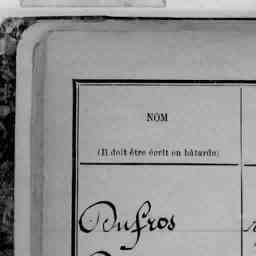 NOM
(Il doit être écrit en bâtarde)
Dufros